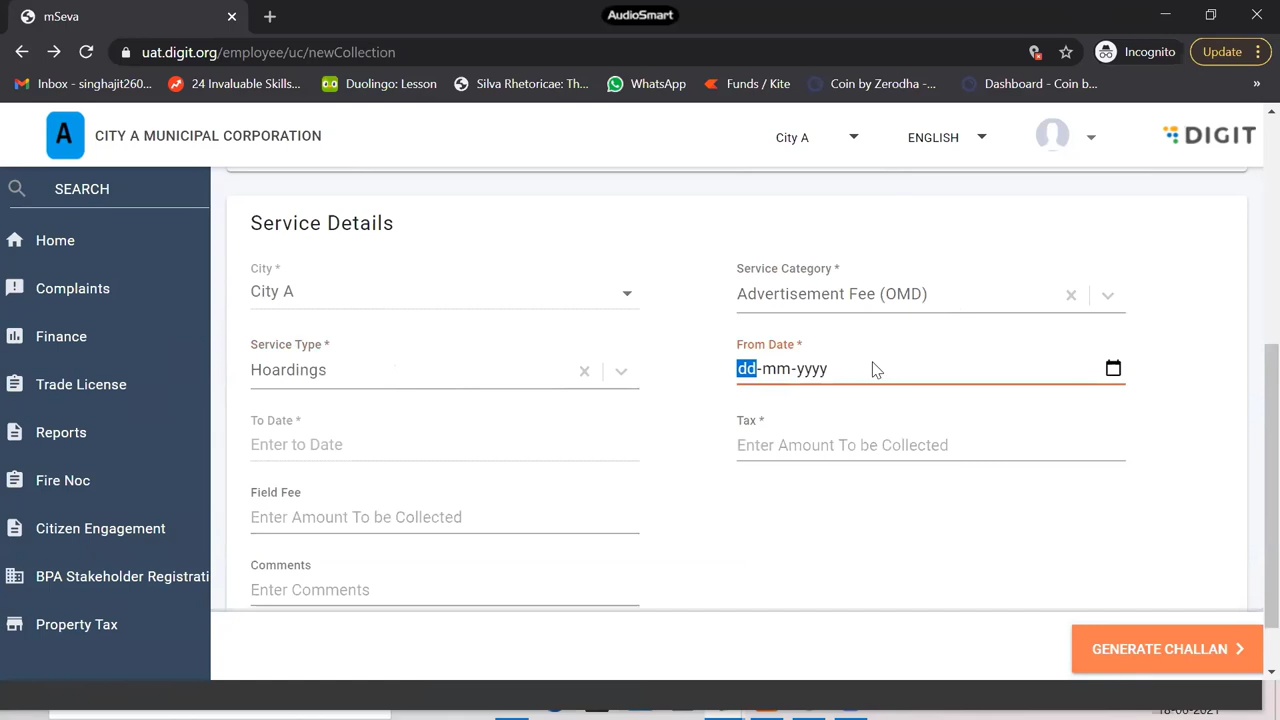 mSeva
AudioSmart
uat.digit.org/employee/uc/newCollection
Incognito
Update
Inbox - singhajit260...
24 Invaluable Skills...
Duolingo: Lesson
Silva Rhetoricae: Th...
WhatsApp
Funds / Kite
Coin by Zerodha -...
Dashboard - Coin b...
»
A
CITY A MUNICIPAL CORPORATION
City A
ENGLISH
DIGIT
SEARCH
Home
Complaints
Finance
Trade License
Reports
Fire Noc
Citizen Engagement
BPA Stakeholder Registrati
Property Tax
Service Details
City *
City A
Service Category *
Advertisement Fee (OMD)
Service Type *
Hoardings
From Date *
dd-mm-yyyy
To Date *
Enter to Date
Tax *
Enter Amount To be Collected
Field Fee
Enter Amount To be Collected
Comments
Enter Comments
GENERATE CHALLAN